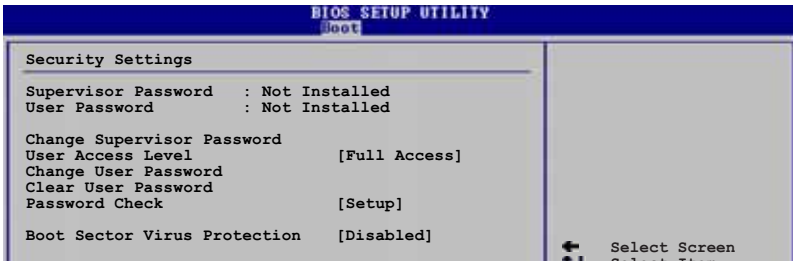 BIOS SETUP UTILITY
Boot
Security Settings
Supervisor Password : Not Installed
User Password : Not Installed
Change Supervisor Password
User Access Level [Full Access]
Change User Password
Clear User Password
Password Check [Setup]
Boot Sector Virus Protection [Disabled]
Select Screen
Select Item